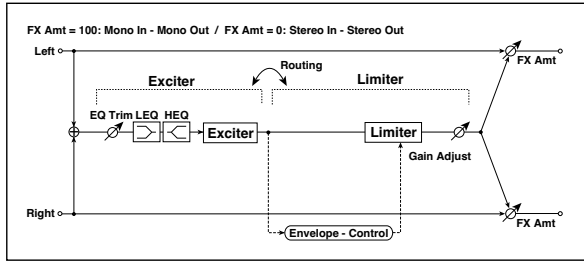 FX Amt = 100: Mono In - Mono Out / FX Amt = 0: Stereo In - Stereo Out
Left
FX Amt
Routing
Exciter
Limiter
EQ Trim LEQ HEQ
Exciter
Limiter
Gain Adjust
Right
FX Amt
Envelope - Control